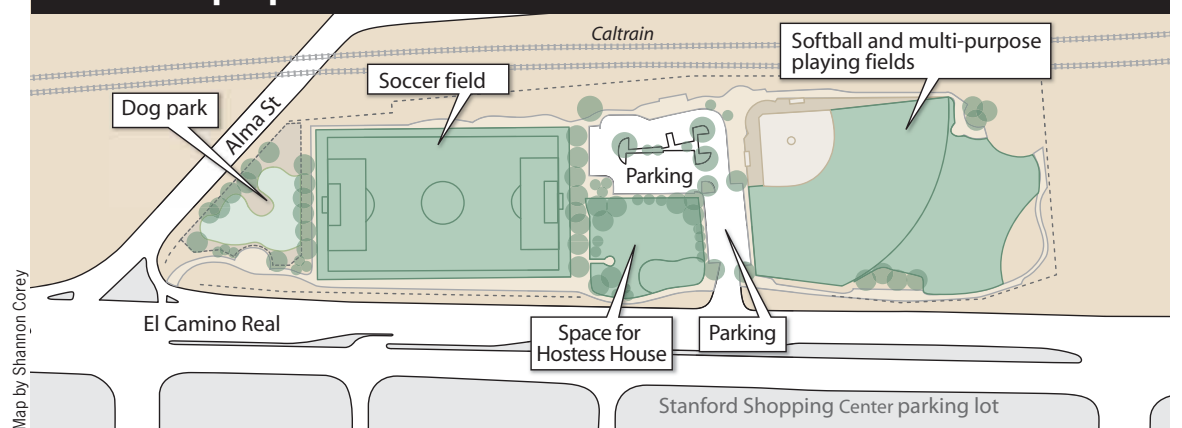 Caltrain
Softball and multi-purpose
playing fields
Soccer field
Dog park
Alma St
Parking
El Camino Real
Space for
Hostess House
Parking
Stanford Shopping Center parking lot
Map by Shannon Corey